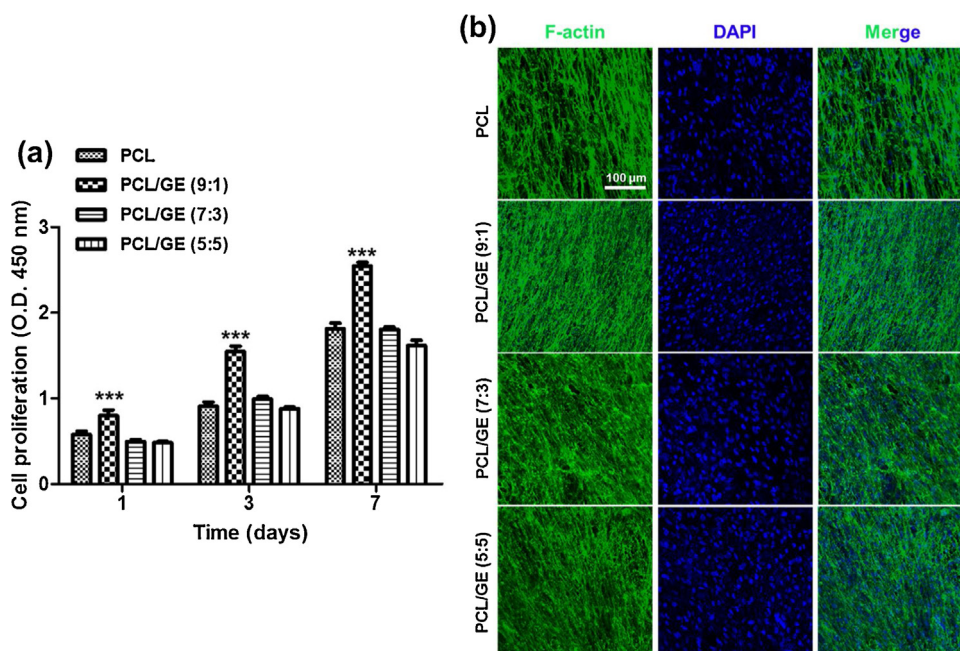 (a)
PCL
PCL/GE (9:1)
PCL/GE (7:3)
PCL/GE (5:5)
Cell proliferation (O.D. 450 nm)
3
2
1
0
***
***
***
1 3 7
Time (days)
(b)
F-actin DAPI Merge
PCL
100 µm
PCL/GE (9:1)
PCL/GE (7:3)
PCL/GE (5:5)